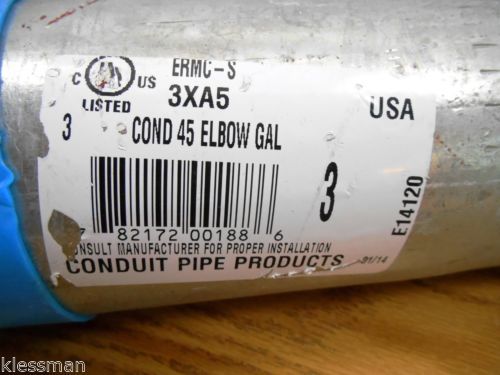 ERMC-S
C UL US
LISTED
3XA5
USA
3 COND 45 ELBOW GAL
3
E14120
7 82172 00188 6
CONSULT MANUFACTURER FOR PROPER INSTALLATION
CONDUIT PIPE PRODUCTS
01/14
klessman